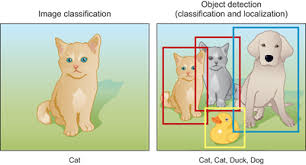 Image classification
Cat
Object detection
(classification and localization)
Cat, Cat, Duck, Dog